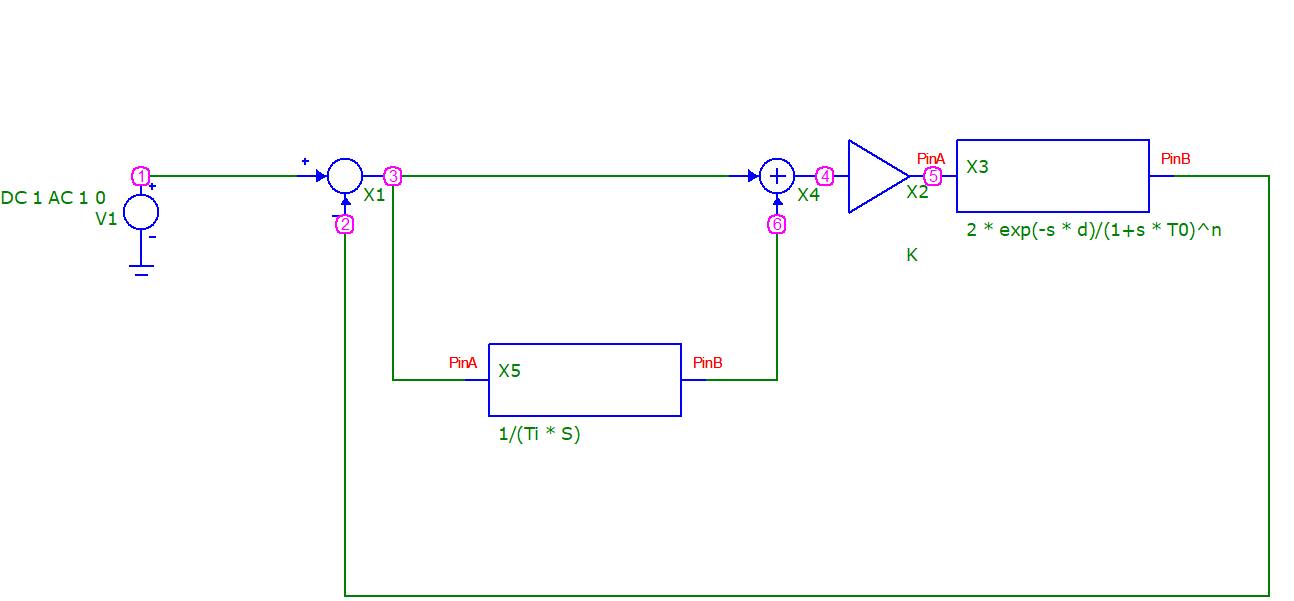 DC 1 AC 1 0
V1
1
+
-
+
X1
-
2
3
+
X4
4
6
X2
K
PinA
5
X3
PinB
2 * exp(-s * d)/(1+s * T0)^n
PinA
X5
PinB
1/(Ti * S)